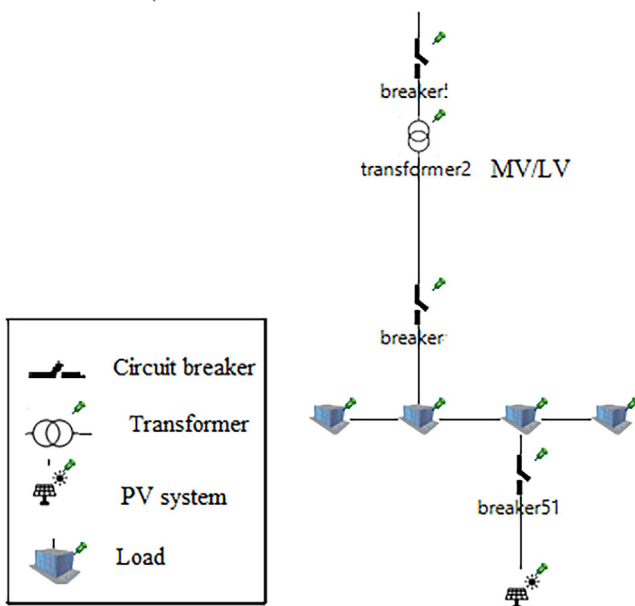 breaker!
transformer2 MV/LV
breaker
Circuit breaker
Transformer
PV system
breaker51
Load